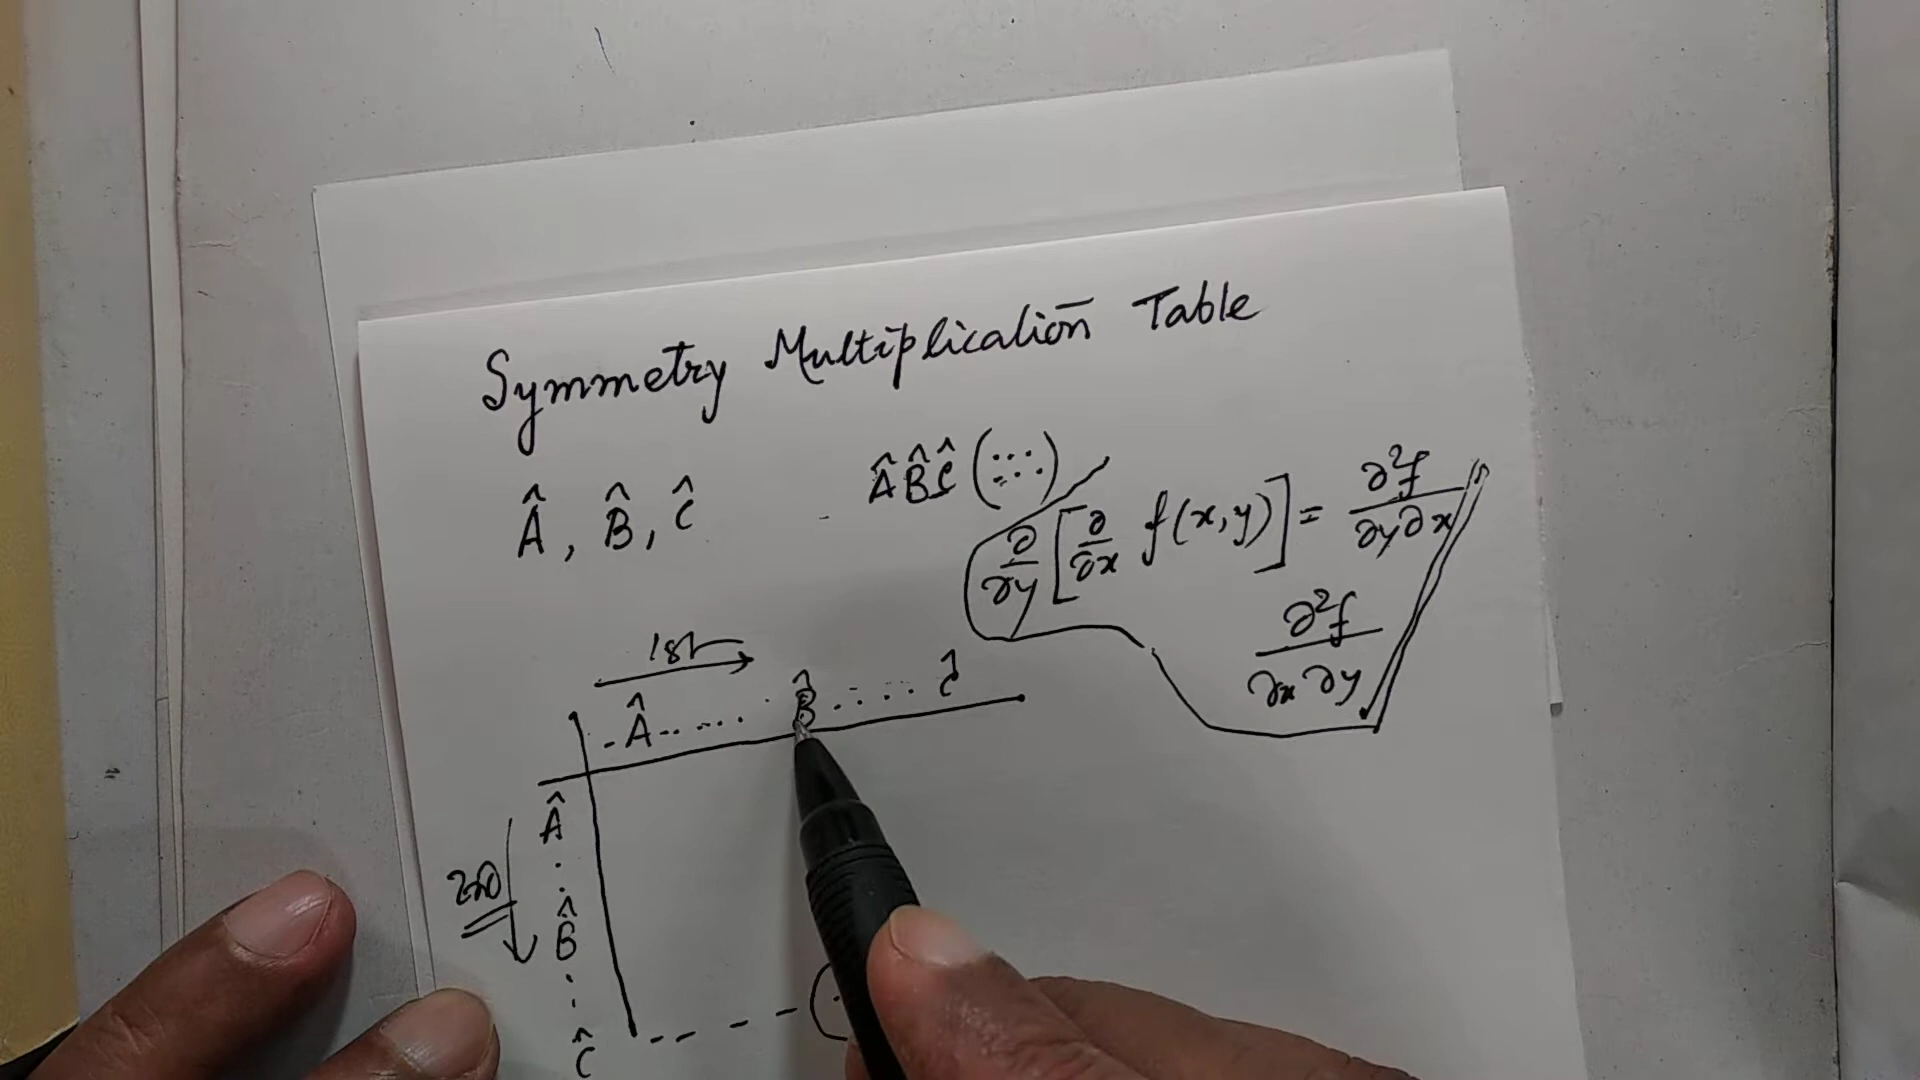 Symmetry Multiplication Table
Â, B̂, Ĉ
ÂB̂Ĉ(:::)
∂/∂y [∂/∂x f(x,y)] = ∂²f/∂y∂x
∂²f/∂x∂y
1st
Â..... B̂..... Ĉ
Â
2nd
B̂
Ĉ